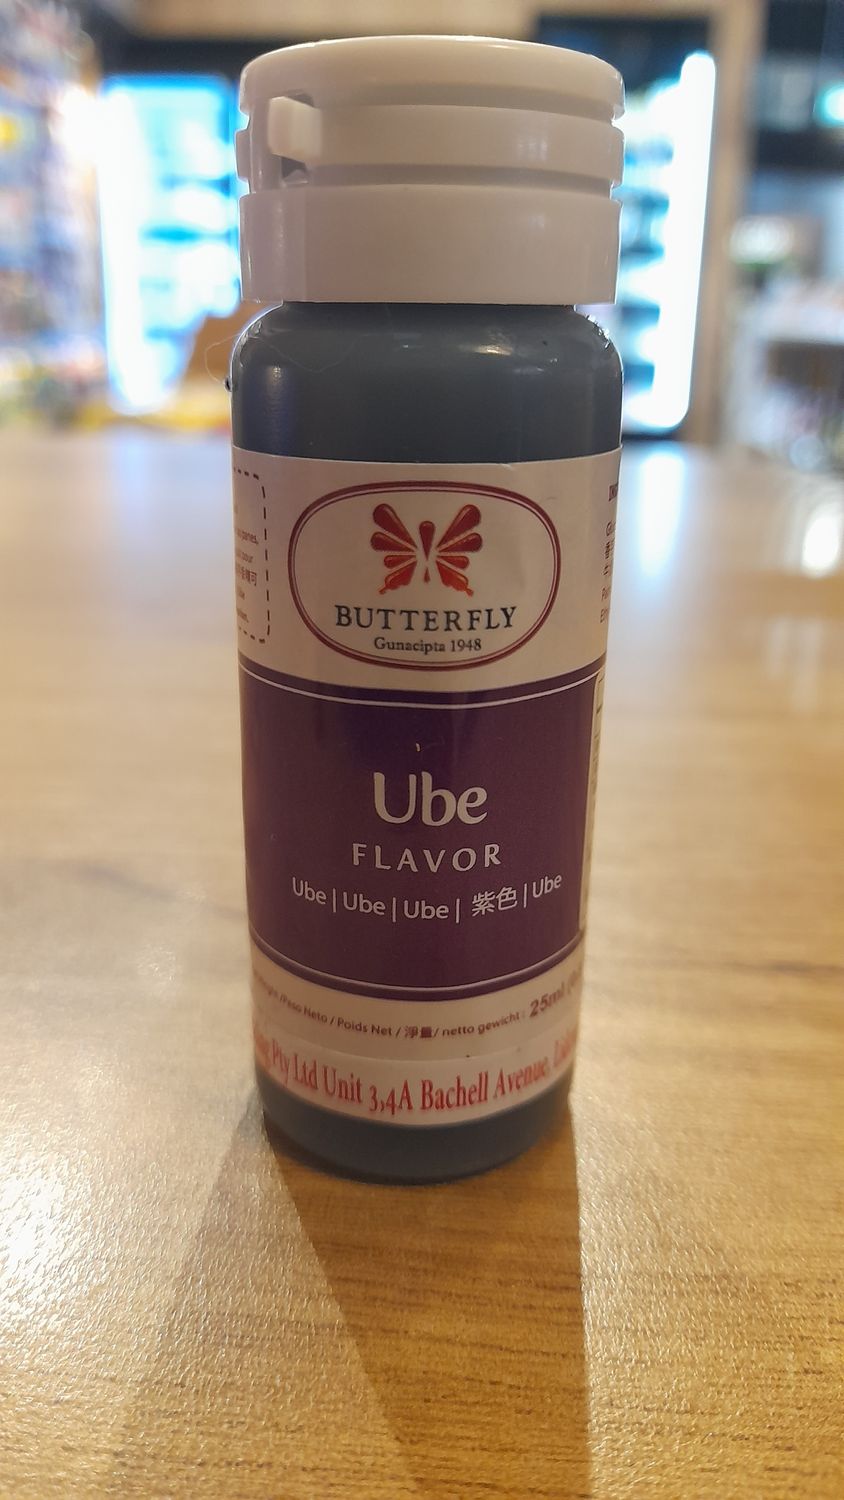 BUTTERFLY
Gunacipta 1948
Ube
FLAVOR
Ube | Ube | Ube | 紫色 | Ube
/Peso Neto / Poids Net / 淨量/ netto gewicht : 25ml
Pty Ltd Unit 3,4A Bachell Avenue,